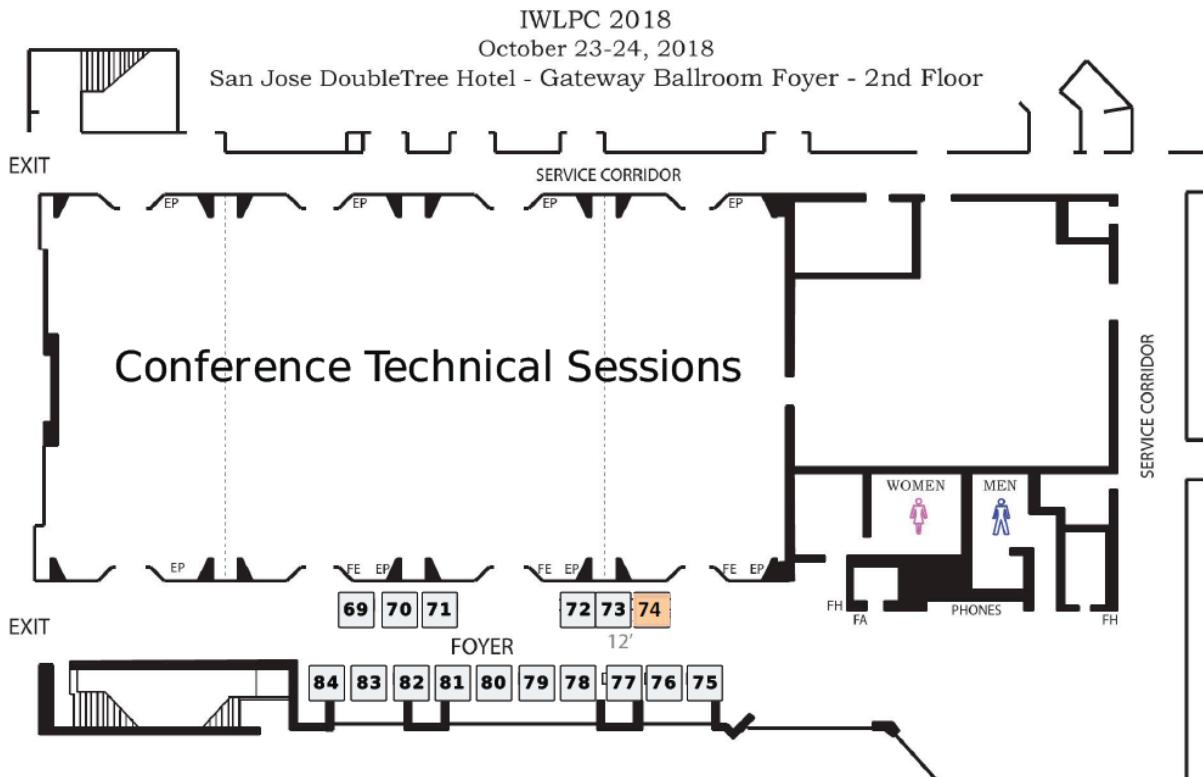 IWLPC 2018
October 23-24, 2018
San Jose DoubleTree Hotel - Gateway Ballroom Foyer - 2nd Floor
EXIT
SERVICE CORRIDOR
EP EP EP EP
Conference Technical Sessions
SERVICE CORRIDOR
WOMEN MEN
EP FE EP FE EP FE EP
69 70 71 72 73 74
FH FA PHONES FH
EXIT
12'
FOYER
84 83 82 81 80 79 78 77 76 75